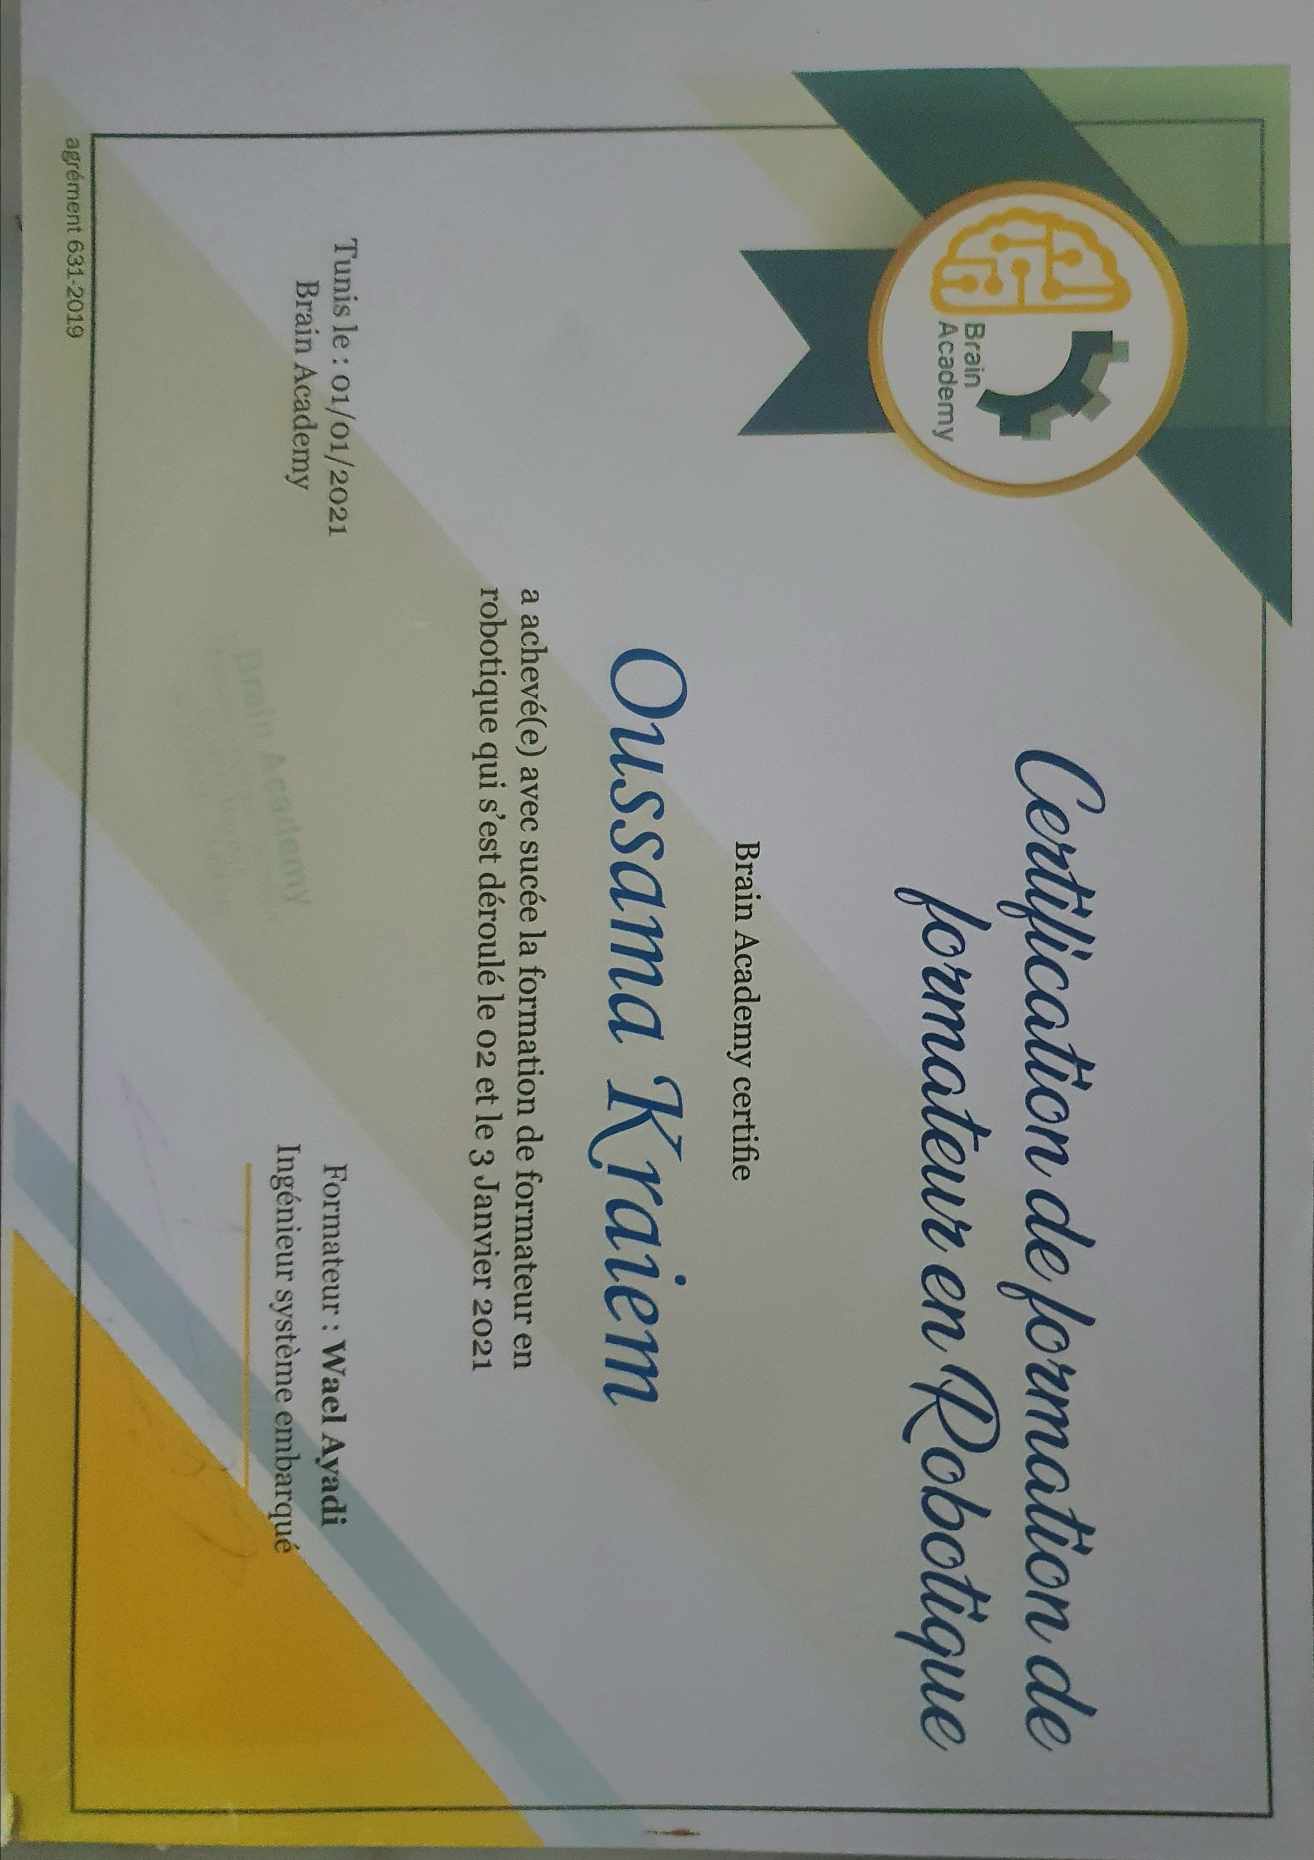 Brain
Academy
Certification de formation de
formateur en Robotique
Brain Academy certifie
Oussama Kraiem
a achevé(e) avec sucée la formation de formateur en
robotique qui s’est déroulé le 02 et le 3 Janvier 2021
Tunis le : 01/01/2021
Brain Academy
Formateur : Wael Ayadi
Ingénieur système embarqué
Brain Academy
agrément 631-2019